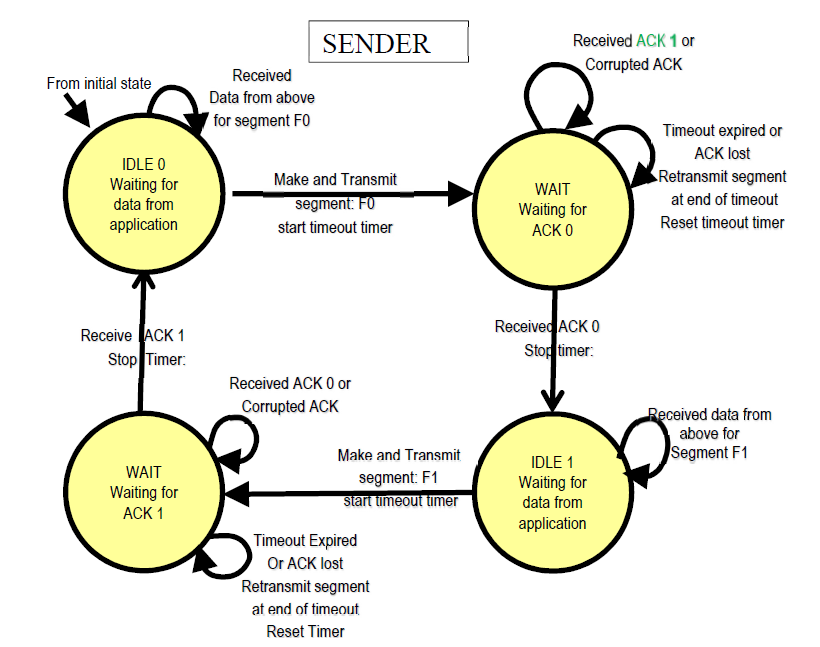 SENDER
From initial state
Received
Data from above
for segment F0
IDLE 0
Waiting for
data from
application
Make and Transmit
segment: F0
start timeout timer
Received ACK 1 or
Corrupted ACK
Timeout expired or
ACK lost
Retransmit segment
at end of timeout
Reset timeout timer
WAIT
Waiting for
ACK 0
Receive ACK 1
Stop Timer:
Received ACK 0
Stop timer:
Received ACK 0 or
Corrupted ACK
WAIT
Waiting for
ACK 1
Make and Transmit
segment: F1
start timeout timer
IDLE 1
Waiting for
data from
application
Received data from
above for
Segment F1
Timeout Expired
Or ACK lost
Retransmit segment
at end of timeout
Reset Timer